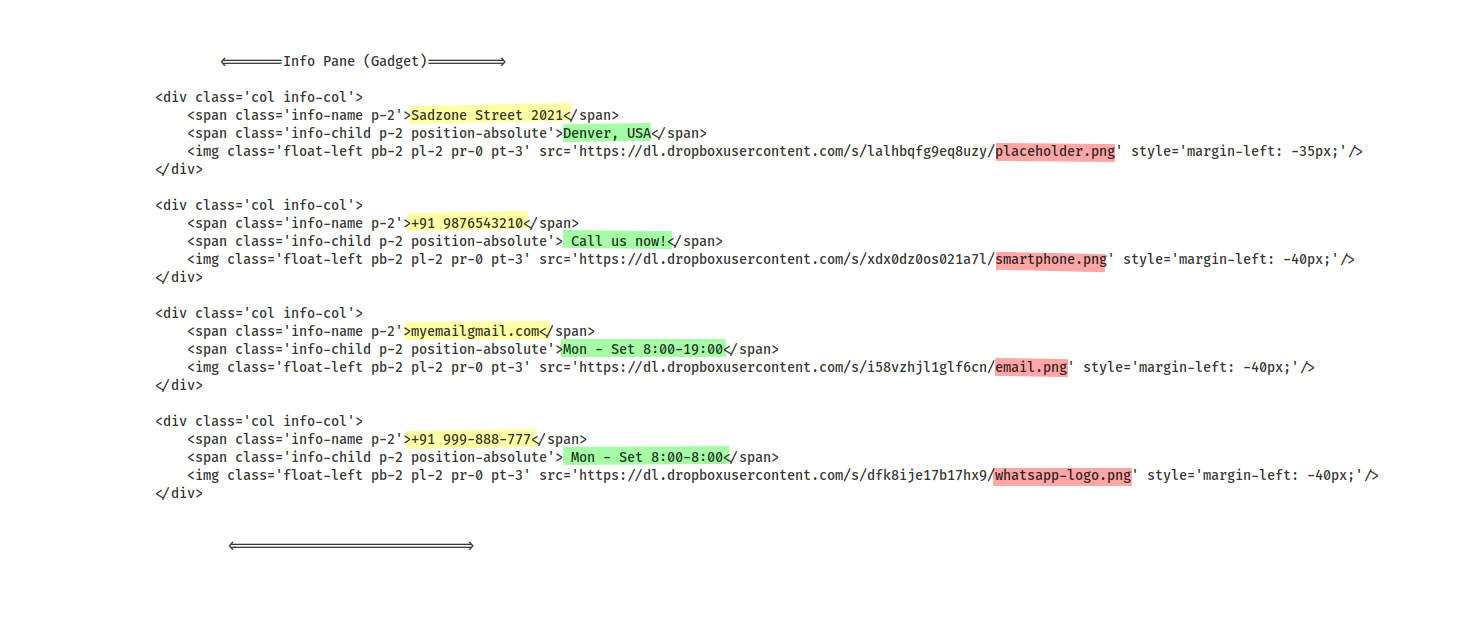 <=======Info Pane (Gadget)=========>
<div class='col info-col'>
<span class='info-name p-2'>Sadzone Street 2021</span>
<span class='info-child p-2 position-absolute'>Denver, USA</span>
<img class='float-left pb-2 pl-2 pr-0 pt-3' src='https://dl.dropboxusercontent.com/s/lalhbqfg9eq8uzy/placeholder.png' style='margin-left: -35px;'/>
</div>
<div class='col info-col'>
<span class='info-name p-2'>+91 9876543210</span>
<span class='info-child p-2 position-absolute'> Call us now!</span>
<img class='float-left pb-2 pl-2 pr-0 pt-3' src='https://dl.dropboxusercontent.com/s/xdx0dz0os021a7l/smartphone.png' style='margin-left: -40px;'/>
</div>
<div class='col info-col'>
<span class='info-name p-2'>myemailgmail.com</span>
<span class='info-child p-2 position-absolute'>Mon - Set 8:00-19:00</span>
<img class='float-left pb-2 pl-2 pr-0 pt-3' src='https://dl.dropboxusercontent.com/s/i58vzhjl1glf6cn/email.png' style='margin-left: -40px;'/>
</div>
<div class='col info-col'>
<span class='info-name p-2'>+91 999-888-777</span>
<span class='info-child p-2 position-absolute'> Mon - Set 8:00-8:00</span>
<img class='float-left pb-2 pl-2 pr-0 pt-3' src='https://dl.dropboxusercontent.com/s/dfk8ije17b17hx9/whatsapp-logo.png' style='margin-left: -40px;'/>
</div>
<=============================>